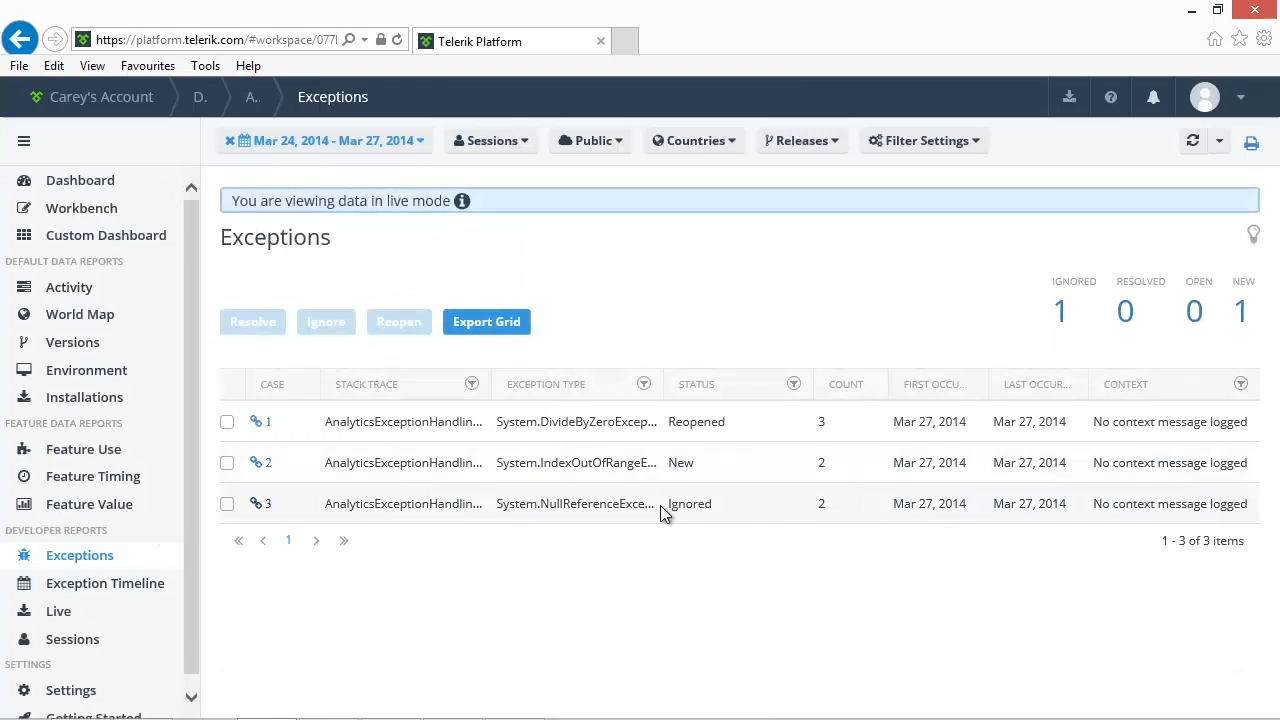 https://platform.telerik.com/#workspace/077l
Telerik Platform
File Edit View Favourites Tools Help
Carey's Account D. A.. Exceptions
Mar 24, 2014 - Mar 27, 2014 Sessions Public Countries Releases Filter Settings
Dashboard
Workbench
Custom Dashboard
DEFAULT DATA REPORTS
Activity
World Map
Versions
Environment
Installations
FEATURE DATA REPORTS
Feature Use
Feature Timing
Feature Value
DEVELOPER REPORTS
Exceptions
Exception Timeline
Live
Sessions
SETTINGS
Settings
Getting Started
You are viewing data in live mode
Exceptions
IGNORED RESOLVED OPEN NEW
1 0 0 1
Resolve Ignore Reopen Export Grid
CASE STACK TRACE EXCEPTION TYPE STATUS COUNT FIRST OCCU... LAST OCCUR... CONTEXT
1 AnalyticsExceptionHandlin... System.DivideByZeroExcep... Reopened 3 Mar 27, 2014 Mar 27, 2014 No context message logged
2 AnalyticsExceptionHandlin... System.IndexOutOfRangeE... New 2 Mar 27, 2014 Mar 27, 2014 No context message logged
3 AnalyticsExceptionHandlin... System.NullReferenceExce... Ignored 2 Mar 27, 2014 Mar 27, 2014 No context message logged
1
1 - 3 of 3 items